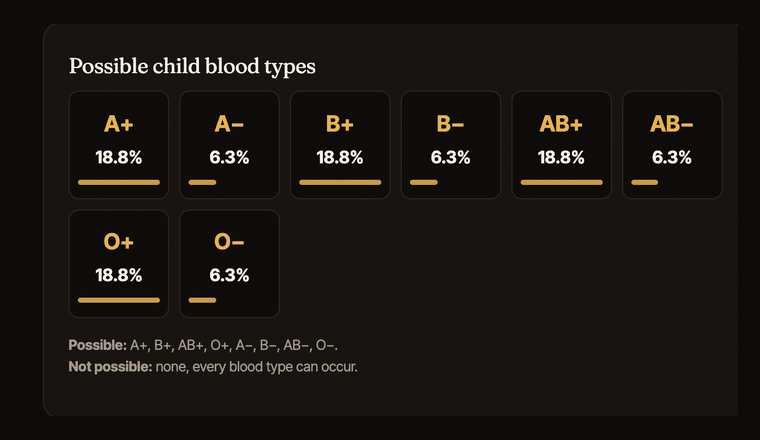 Possible child blood types
A+ A− B+ B− AB+ AB−
18.8% 6.3% 18.8% 6.3% 18.8% 6.3%
O+ O−
18.8% 6.3%
Possible: A+, B+, AB+, O+, A−, B−, AB−, O−.
Not possible: none, every blood type can occur.